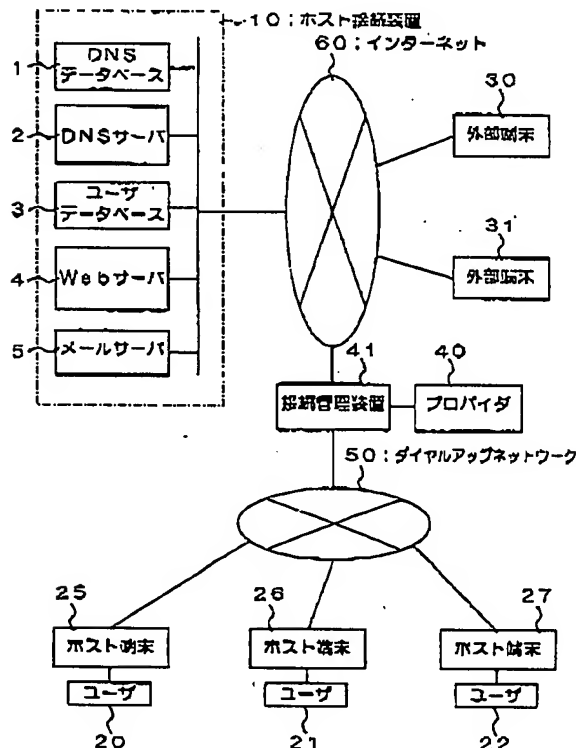 10:ホスト接続装置
60:インターネット
1
DNS
データベース
2
DNSサーバ
3
ユーザ
データベース
4
Webサーバ
5
メールサーバ
30
外部端末
31
外部端末
41
接続管理装置
40
プロバイダ
50:ダイヤルアップネットワーク
25
ホスト端末
26
ホスト端末
27
ホスト端末
ユーザ
ユーザ
ユーザ
20
21
22